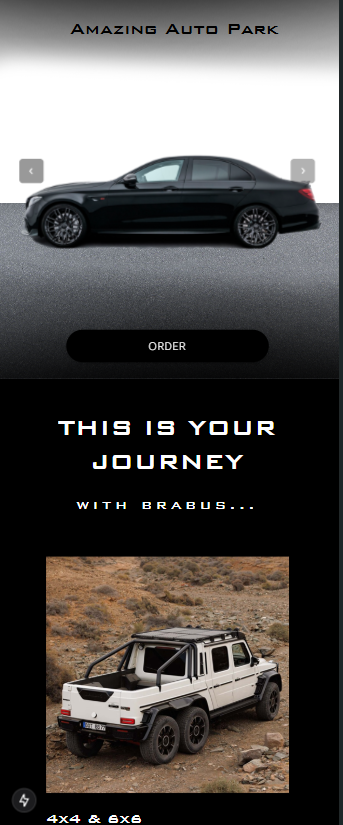 Amazing Auto Park
ORDER
THIS IS YOUR
JOURNEY
WITH BRABUS...
4x4 & 6x6